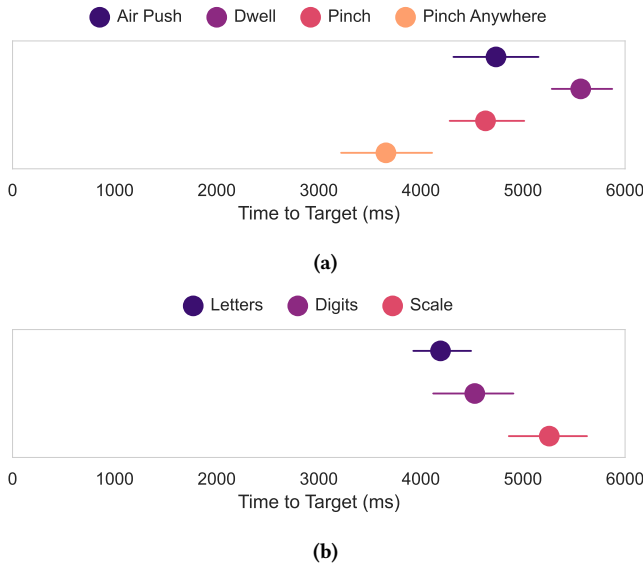 Air Push Dwell Pinch Pinch Anywhere
0 1000 2000 3000 4000 5000 6000
Time to Target (ms)
(a)
Letters Digits Scale
0 1000 2000 3000 4000 5000 6000
Time to Target (ms)
(b)